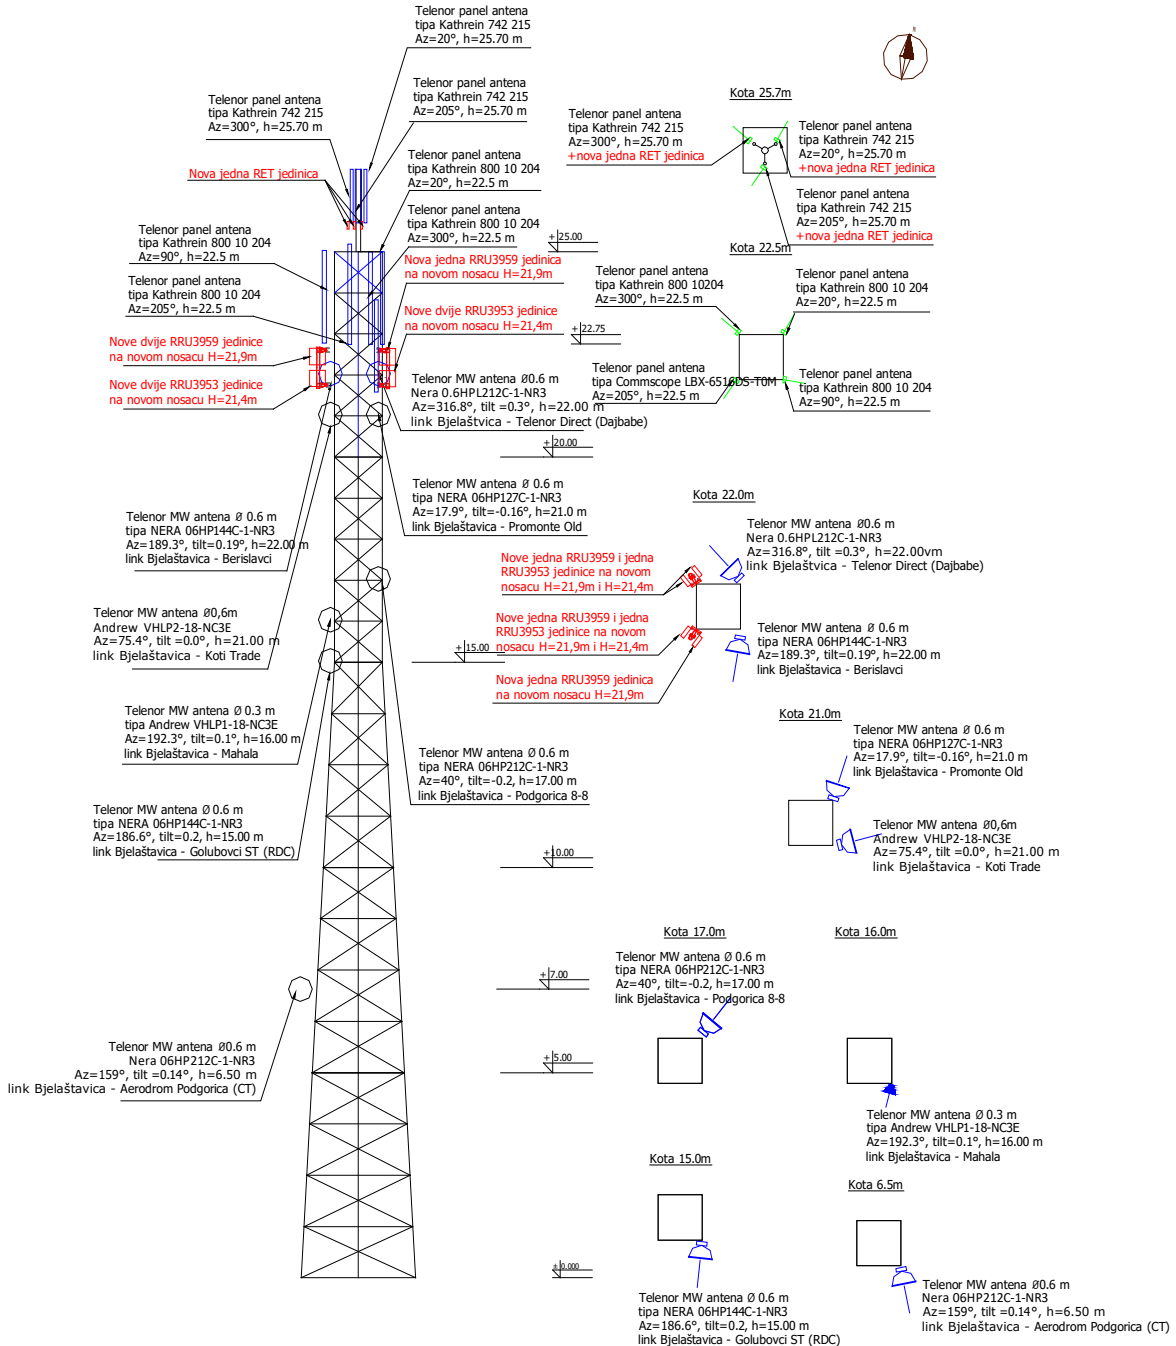 Telenor panel antena
tipa Kathrein 742 215
Az=20°, h=25.70 m
Telenor panel antena
tipa Kathrein 742 215
Az=205°, h=25.70 m
Telenor panel antena
tipa Kathrein 742 215
Az=300°, h=25.70 m
Nova jedna RET jedinica
Telenor panel antena
tipa Kathrein 800 10 204
Az=20°, h=22.5 m
Telenor panel antena
tipa Kathrein 800 10 204
Az=300°, h=22.5 m
Telenor panel antena
tipa Kathrein 800 10 204
Az=90°, h=22.5 m
Telenor panel antena
tipa Kathrein 800 10 204
Az=205°, h=22.5 m
Nova jedna RRU3959 jedinica
na novom nosacu H=21,9m
Nove dvije RRU3953 jedinice
na novom nosacu H=21,4m
Nove dvije RRU3959 jedinice
na novom nosacu H=21,9m
Nove dvije RRU3953 jedinice
na novom nosacu H=21,4m
Telenor MW antena Ø0.6 m
Nera 0.6HPL212C-1-NR3
Az=316.8°, tilt =0.3°, h=22.00 m
link Bjelaštvica - Telenor Direct (Dajbabe)
Telenor MW antena Ø 0.6 m
tipa NERA 06HP127C-1-NR3
Az=17.9°, tilt=-0.16°, h=21.0 m
link Bjelaštavica - Promonte Old
Telenor MW antena Ø 0.6 m
tipa NERA 06HP144C-1-NR3
Az=189.3°, tilt=0.19°, h=22.00 m
link Bjelaštavica - Berislavci
Telenor MW antena Ø0,6m
Andrew VHLP2-18-NC3E
Az=75.4°, tilt =0.0°, h=21.00 m
link Bjelaštavica - Koti Trade
Telenor MW antena Ø 0.3 m
tipa Andrew VHLP1-18-NC3E
Az=192.3°, tilt=0.1°, h=16.00 m
link Bjelaštavica - Mahala
Telenor MW antena Ø 0.6 m
tipa NERA 06HP212C-1-NR3
Az=40°, tilt=-0.2, h=17.00 m
link Bjelaštavica - Podgorica 8-8
Telenor MW antena Ø 0.6 m
tipa NERA 06HP144C-1-NR3
Az=186.6°, tilt=0.2, h=15.00 m
link Bjelaštavica - Golubovci ST (RDC)
Telenor MW antena Ø0.6 m
Nera 06HP212C-1-NR3
Az=159°, tilt =0.14°, h=6.50 m
link Bjelaštavica - Aerodrom Podgorica (CT)
+25.00
+22.75
+20.00
+15.00
+10.00
+7.00
+5.00
±0.000
Kota 25.7m
Telenor panel antena
tipa Kathrein 742 215
Az=300°, h=25.70 m
+nova jedna RET jedinica
Telenor panel antena
tipa Kathrein 742 215
Az=20°, h=25.70 m
+nova jedna RET jedinica
Telenor panel antena
tipa Kathrein 742 215
Az=205°, h=25.70 m
+nova jedna RET jedinica
Kota 22.5m
Telenor panel antena
tipa Kathrein 800 10204
Az=300°, h=22.5 m
Telenor panel antena
tipa Kathrein 800 10 204
Az=20°, h=22.5 m
Telenor panel antena
tipa Commscope LBX-6516DS-T0M
Az=205°, h=22.5 m
Telenor panel antena
tipa Kathrein 800 10 204
Az=90°, h=22.5 m
Kota 22.0m
Telenor MW antena Ø0.6 m
Nera 0.6HPL212C-1-NR3
Az=316.8°, tilt =0.3°, h=22.00vm
link Bjelaštvica - Telenor Direct (Dajbabe)
Nove jedna RRU3959 i jedna
RRU3953 jedinice na novom
nosacu H=21,9m i H=21,4m
Nove jedna RRU3959 i jedna
RRU3953 jedinice na novom
nosacu H=21,9m i H=21,4m
Nova jedna RRU3959 jedinica
na novom nosacu H=21,9m
Telenor MW antena Ø 0.6 m
tipa NERA 06HP144C-1-NR3
Az=189.3°, tilt=0.19°, h=22.00 m
link Bjelaštavica - Berislavci
Kota 21.0m
Telenor MW antena Ø 0.6 m
tipa NERA 06HP127C-1-NR3
Az=17.9°, tilt=-0.16°, h=21.0 m
link Bjelaštavica - Promonte Old
Telenor MW antena Ø0,6m
Andrew VHLP2-18-NC3E
Az=75.4°, tilt =0.0°, h=21.00 m
link Bjelaštavica - Koti Trade
Kota 17.0m
Telenor MW antena Ø 0.6 m
tipa NERA 06HP212C-1-NR3
Az=40°, tilt=-0.2, h=17.00 m
link Bjelaštavica - Podgorica 8-8
Kota 16.0m
Telenor MW antena Ø 0.3 m
tipa Andrew VHLP1-18-NC3E
Az=192.3°, tilt=0.1°, h=16.00 m
link Bjelaštavica - Mahala
Kota 15.0m
Telenor MW antena Ø 0.6 m
tipa NERA 06HP144C-1-NR3
Az=186.6°, tilt=0.2, h=15.00 m
link Bjelaštavica - Golubovci ST (RDC)
Kota 6.5m
Telenor MW antena Ø0.6 m
Nera 06HP212C-1-NR3
Az=159°, tilt =0.14°, h=6.50 m
link Bjelaštavica - Aerodrom Podgorica (CT)